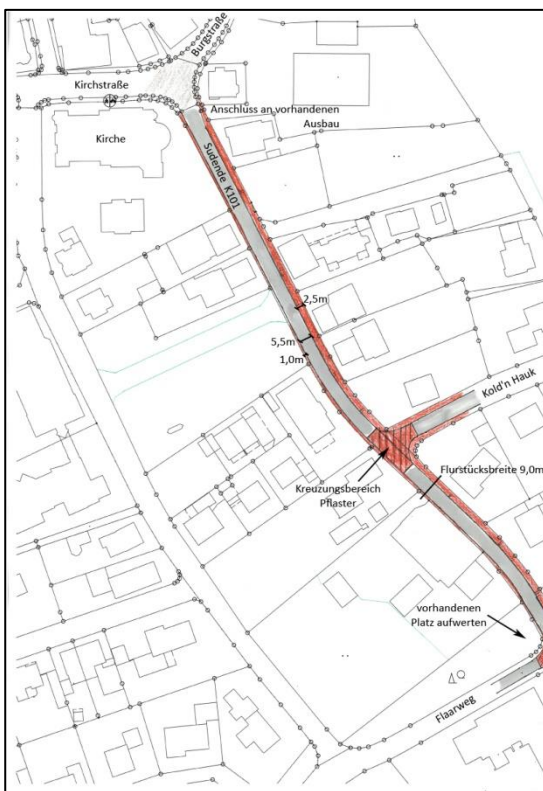 Burgstraße
Kirchstraße
Anschluss an vorhandenen
Ausbau
Kirche
Sudende K101
2,5m
5,5m
1,0m
Kold'n Hauk
Flurstücksbreite 9,0m
Kreuzungsbereich
Pflaster
vorhandenen
Platz aufwerten
Flaarweg